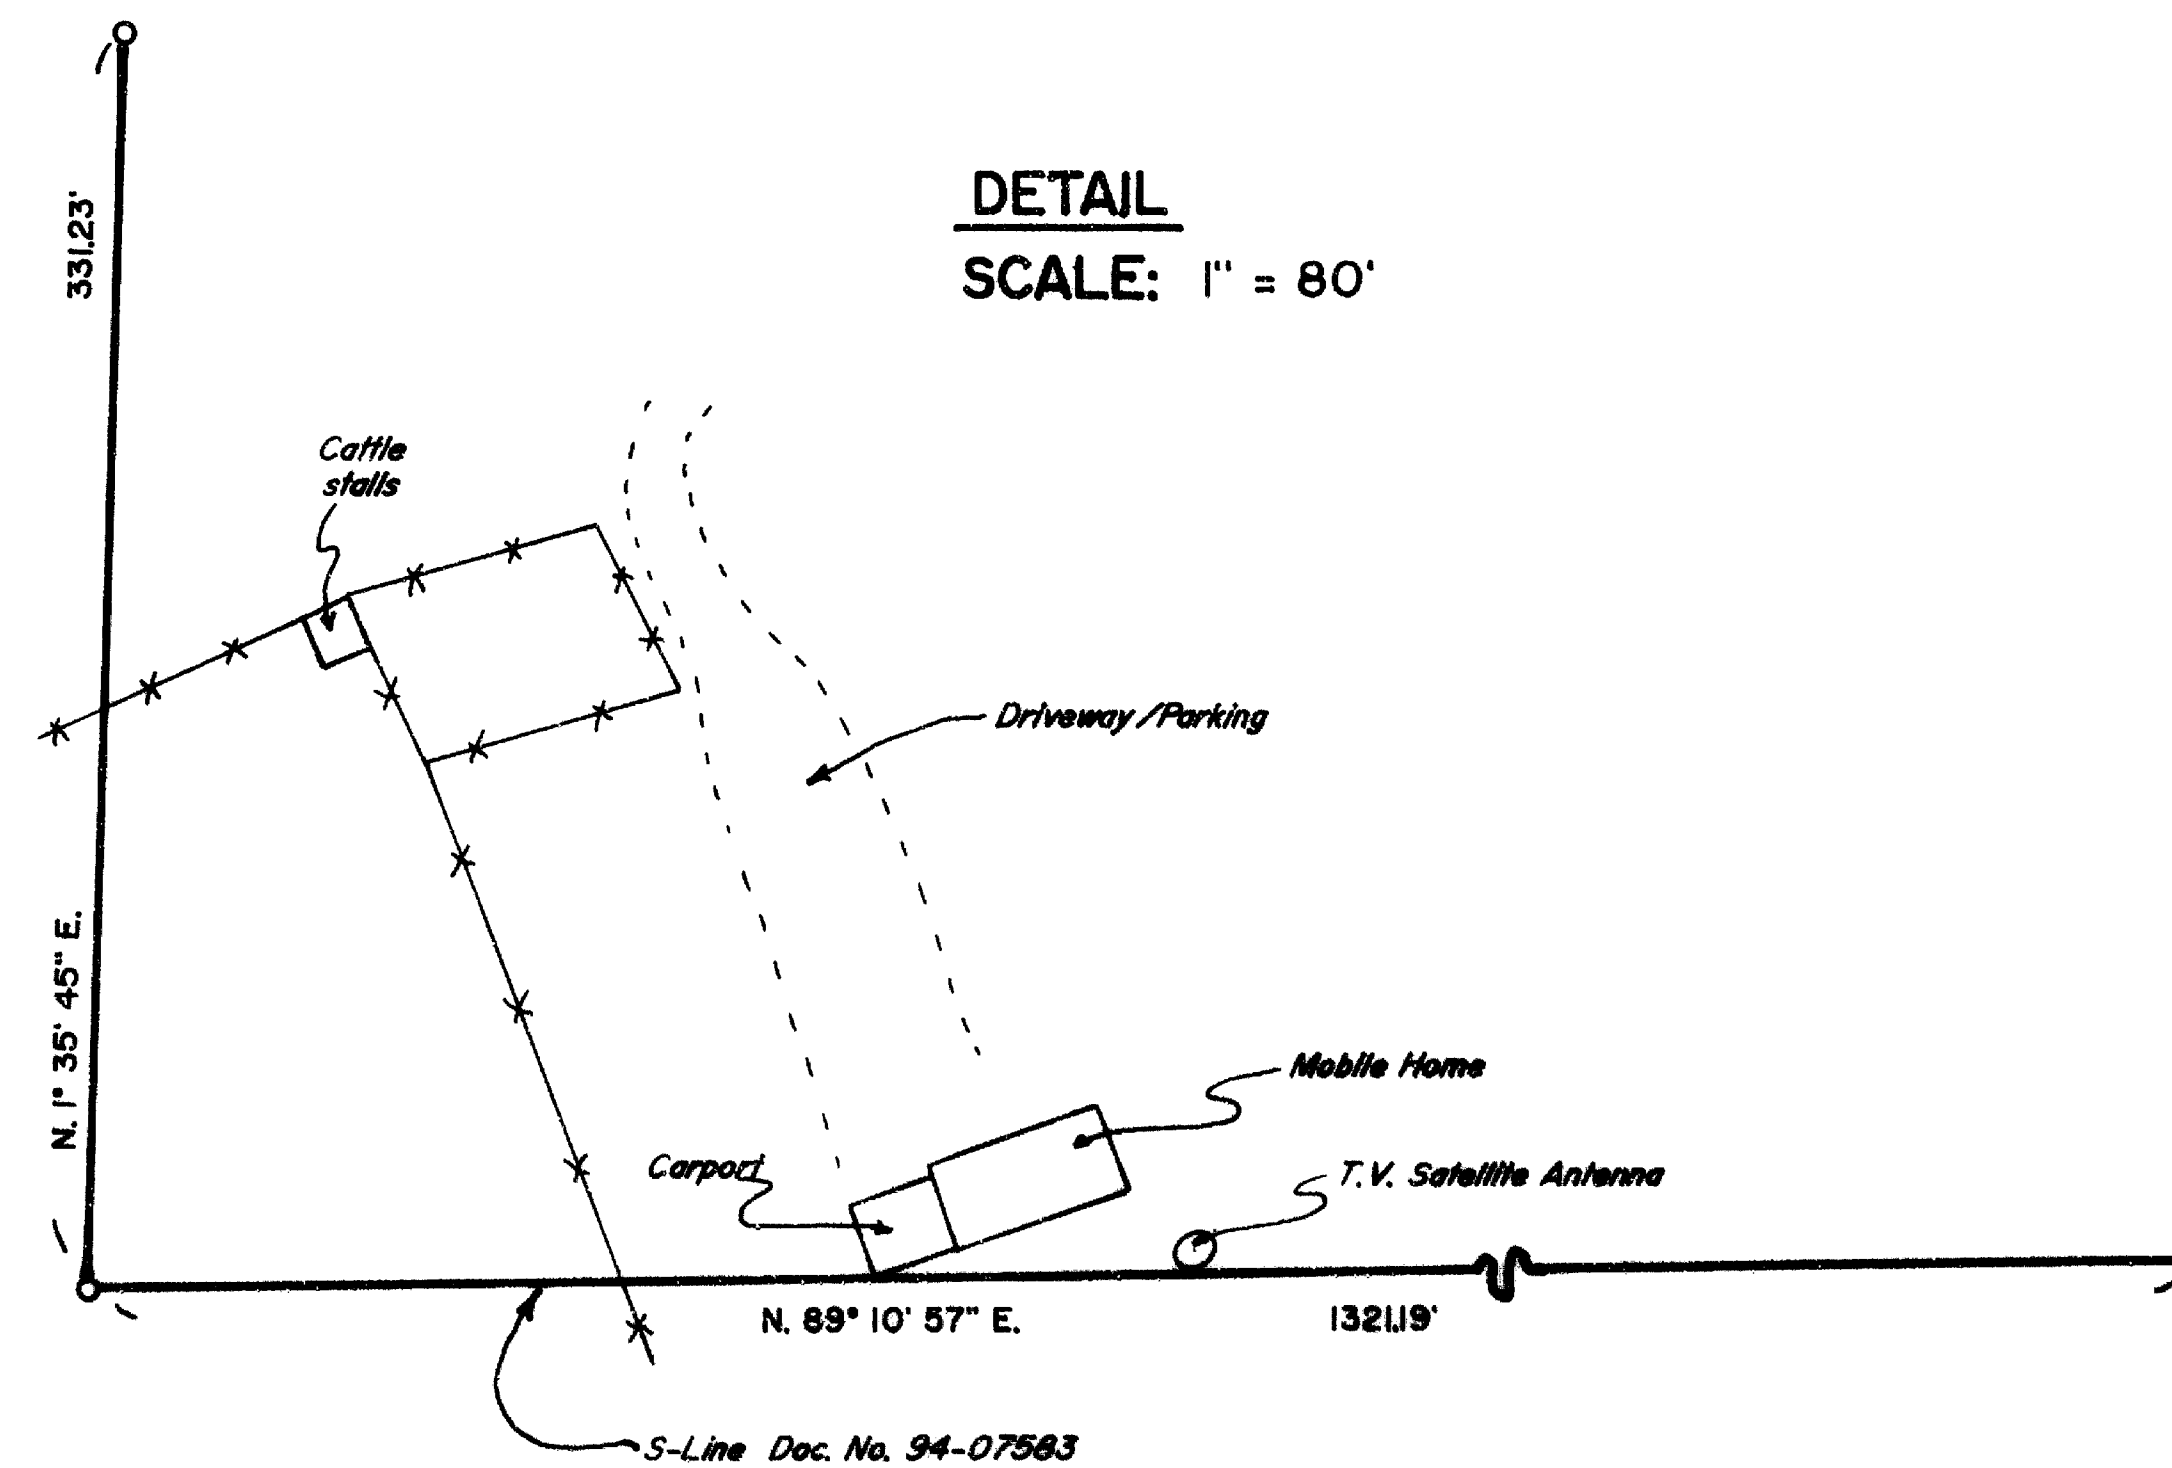 DETAIL
SCALE: 1" = 80'
331.23'
Cattle
stalls
Driveway/Parking
N. 1° 35' 45" E.
Mobile Home
Carport
T.V. Satellite Antenna
N. 89° 10' 57" E.
1321.19'
S-Line Doc. No. 94-07583